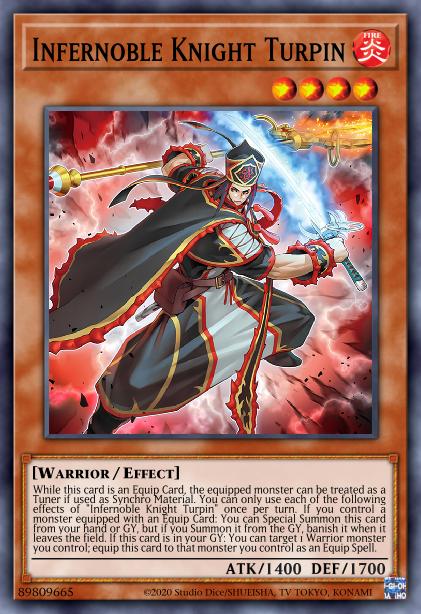 INFERNOBLE KNIGHT TURPIN
FIRE
炎
[WARRIOR / EFFECT]
While this card is an Equip Card, the equipped monster can be treated as a
Tuner if used as Synchro Material. You can only use each of the following
effects of "Infernoble Knight Turpin" once per turn. If you control a
monster equipped with an Equip Card: You can Special Summon this card
from your hand or GY, but if you Summon it from the GY, banish it when it
leaves the field. If this card is in your GY: You can target 1 Warrior monster
you control; equip this card to that monster you control as an Equip Spell.
ATK/1400 DEF/1700
89809665
©2020 Studio Dice/SHUEISHA, TV TOKYO, KONAMI